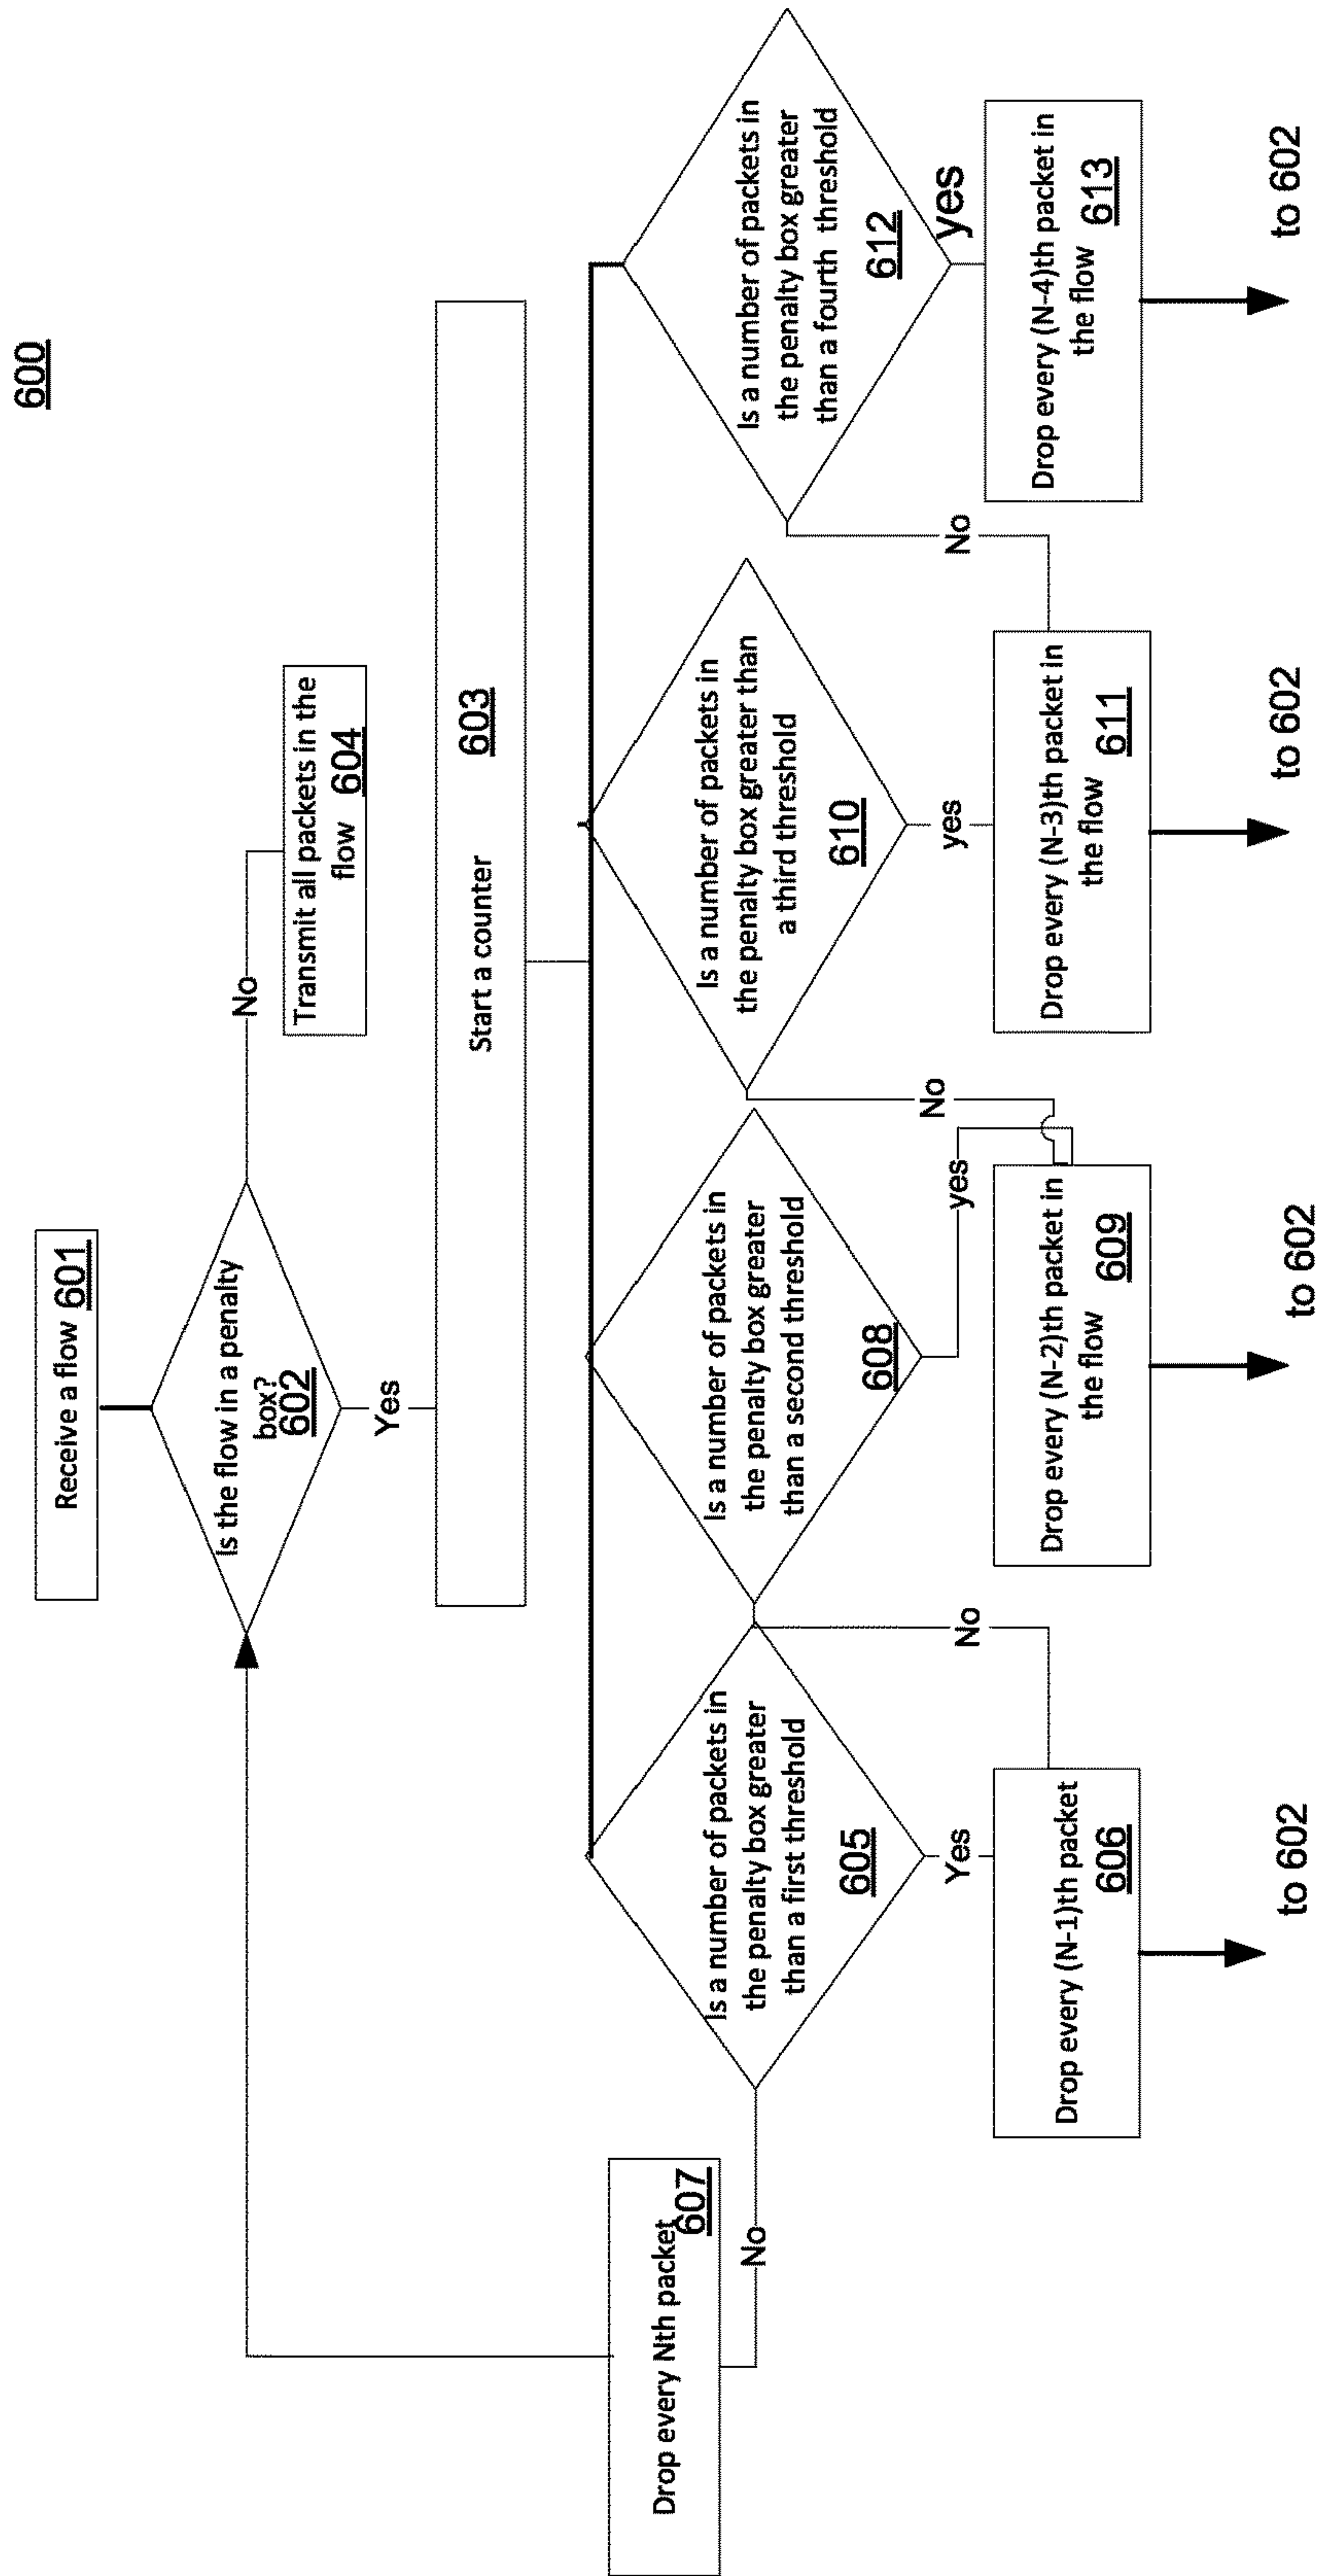 600
Receive a flow 601
Is the flow in a penalty
box?
602
No
Transmit all packets in the
flow 604
Yes
Start a counter
603
Drop every Nth packet
607
No
Is a number of packets in
the penalty box greater
than a first threshold
605
Yes
Drop every (N-1)th packet
606
to 602
Is a number of packets in
the penalty box greater
than a second threshold
608
No
yes
Drop every (N-2)th packet in
the flow
609
to 602
Is a number of packets in
the penalty box greater than
a third threshold
610
No
yes
Drop every (N-3)th packet in
the flow
611
to 602
Is a number of packets in
the penalty box greater
than a fourth threshold
612
No
yes
Drop every (N-4)th packet in
the flow
613
to 602